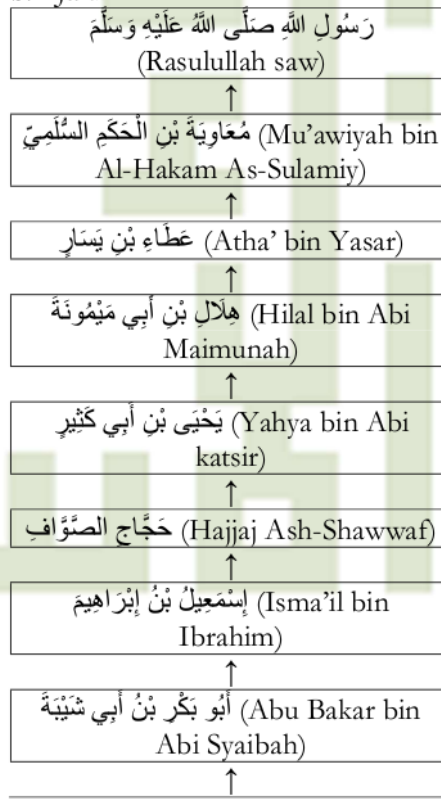 رَسُولِ اللَّهِ صَلَّى اللَّهُ عَلَيْهِ وَسَلَّمَ
(Rasulullah saw)
↑
مُعَاوِيَةَ بْنِ الْحَكَمِ السُّلَمِيِّ (Mu’awiyah bin
Al-Hakam As-Sulamiy)
↑
عَطَاءِ بْنِ يَسَارٍ (Atha’ bin Yasar)
↑
هِلَالِ بْنِ أَبِي مَيْمُونَةَ (Hilal bin Abi
Maimunah)
↑
يَحْيَى بْنِ أَبِي كَثِيرٍ (Yahya bin Abi
katsir)
↑
حَجَّاجِ الصَّوَّافِ (Hajjaj Ash-Shawwaf)
↑
إِسْمَعِيلُ بْنُ إِبْرَاهِيمَ (Isma’il bin
Ibrahim)
↑
أَبُو بَكْرِ بْنُ أَبِي شَيْبَةَ (Abu Bakar bin
Abi Syaibah)
↑